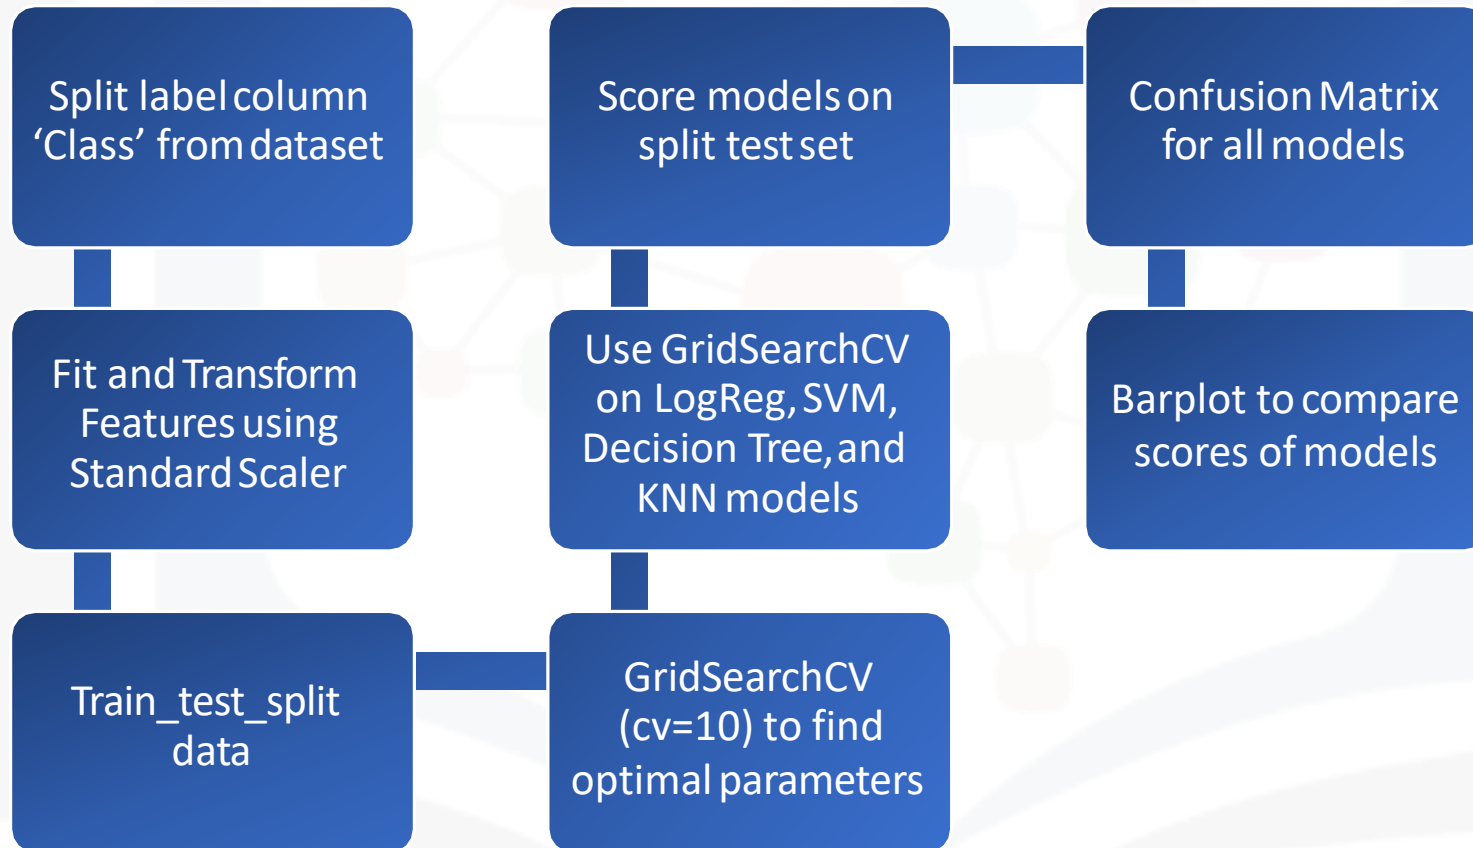 Split label column
‘Class’ from dataset
Fit and Transform
Features using
Standard Scaler
Train_test_split
data
GridSearchCV
(cv=10) to find
optimal parameters
Use GridSearchCV
on LogReg, SVM,
Decision Tree, and
KNN models
Score models on
split test set
Confusion Matrix
for all models
Barplot to compare
scores of models